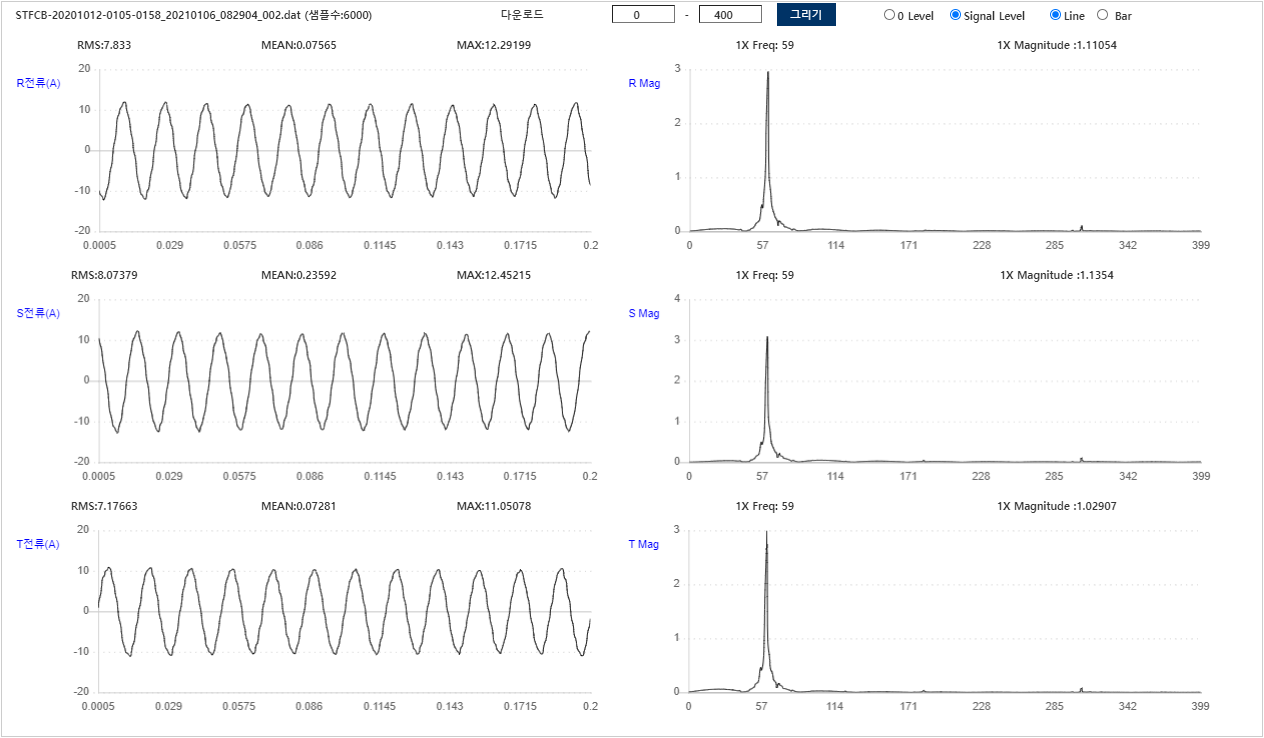 STFCB-20201012-0105-0158_20210106_082904_002.dat (샘플수:6000) 다운로드 0 - 400 그리기 0 Level Signal Level Line Bar
RMS:7.833 MEAN:0.07565 MAX:12.29199 1X Freq: 59 1X Magnitude :1.11054
R전류(A)
20
10
0
-10
-20
0.0005 0.029 0.0575 0.086 0.1145 0.143 0.1715 0.2
R Mag
3
2
1
0
0 57 114 171 228 285 342 399
RMS:8.07379 MEAN:0.23592 MAX:12.45215 1X Freq: 59 1X Magnitude :1.1354
S전류(A)
20
10
0
-10
-20
0.0005 0.029 0.0575 0.086 0.1145 0.143 0.1715 0.2
S Mag
4
3
2
1
0
0 57 114 171 228 285 342 399
RMS:7.17663 MEAN:0.07281 MAX:11.05078 1X Freq: 59 1X Magnitude :1.02907
T전류(A)
20
10
0
-10
-20
0.0005 0.029 0.0575 0.086 0.1145 0.143 0.1715 0.2
T Mag
3
2
1
0
0 57 114 171 228 285 342 399